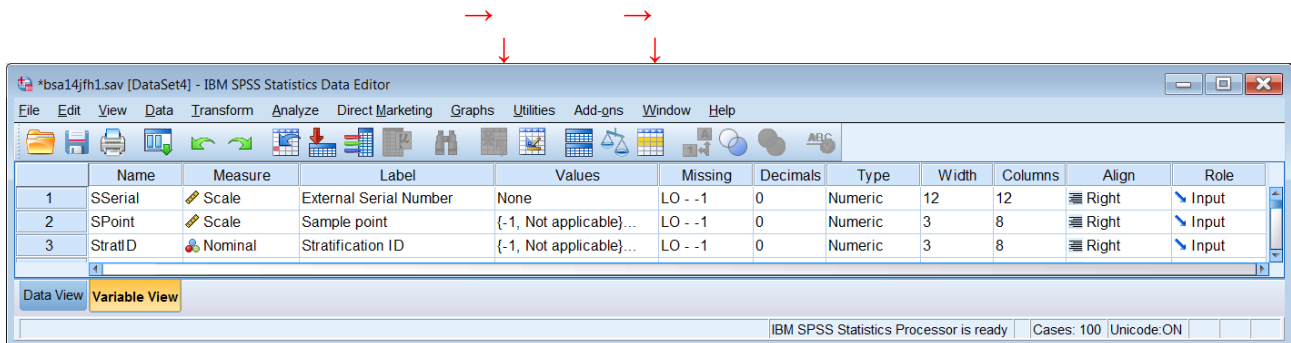 → →
↓ ↓
*bsa14jfh1.sav [DataSet4] - IBM SPSS Statistics Data Editor
File Edit View Data Transform Analyze Direct Marketing Graphs Utilities Add-ons Window Help
Name Measure Label Values Missing Decimals Type Width Columns Align Role
1 SSerial Scale External Serial Number None LO - -1 0 Numeric 12 12 Right Input
2 SPoint Scale Sample point {-1, Not applicable}... LO - -1 0 Numeric 3 8 Right Input
3 StratID Nominal Stratification ID {-1, Not applicable}... LO - -1 0 Numeric 3 8 Right Input
Data View Variable View
IBM SPSS Statistics Processor is ready Cases: 100 Unicode:ON